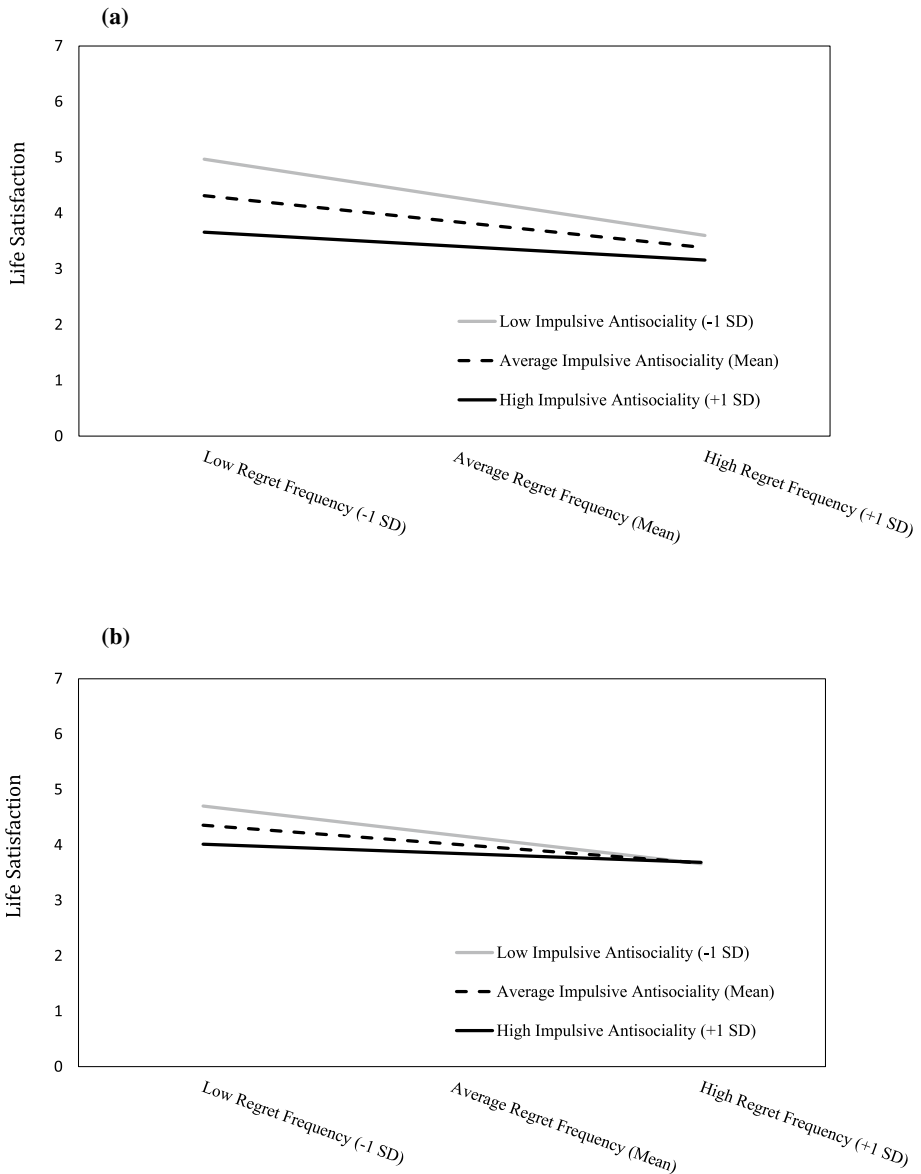 (a)
7
6
5
4
3
2
1
0
Life Satisfaction
Low Impulsive Antisociality (-1 SD)
Average Impulsive Antisociality (Mean)
High Impulsive Antisociality (+1 SD)
Low Regret Frequency (-1 SD)
Average Regret Frequency (Mean)
High Regret Frequency (+1 SD)
(b)
7
6
5
4
3
2
1
0
Life Satisfaction
Low Impulsive Antisociality (-1 SD)
Average Impulsive Antisociality (Mean)
High Impulsive Antisociality (+1 SD)
Low Regret Frequency (-1 SD)
Average Regret Frequency (Mean)
High Regret Frequency (+1 SD)